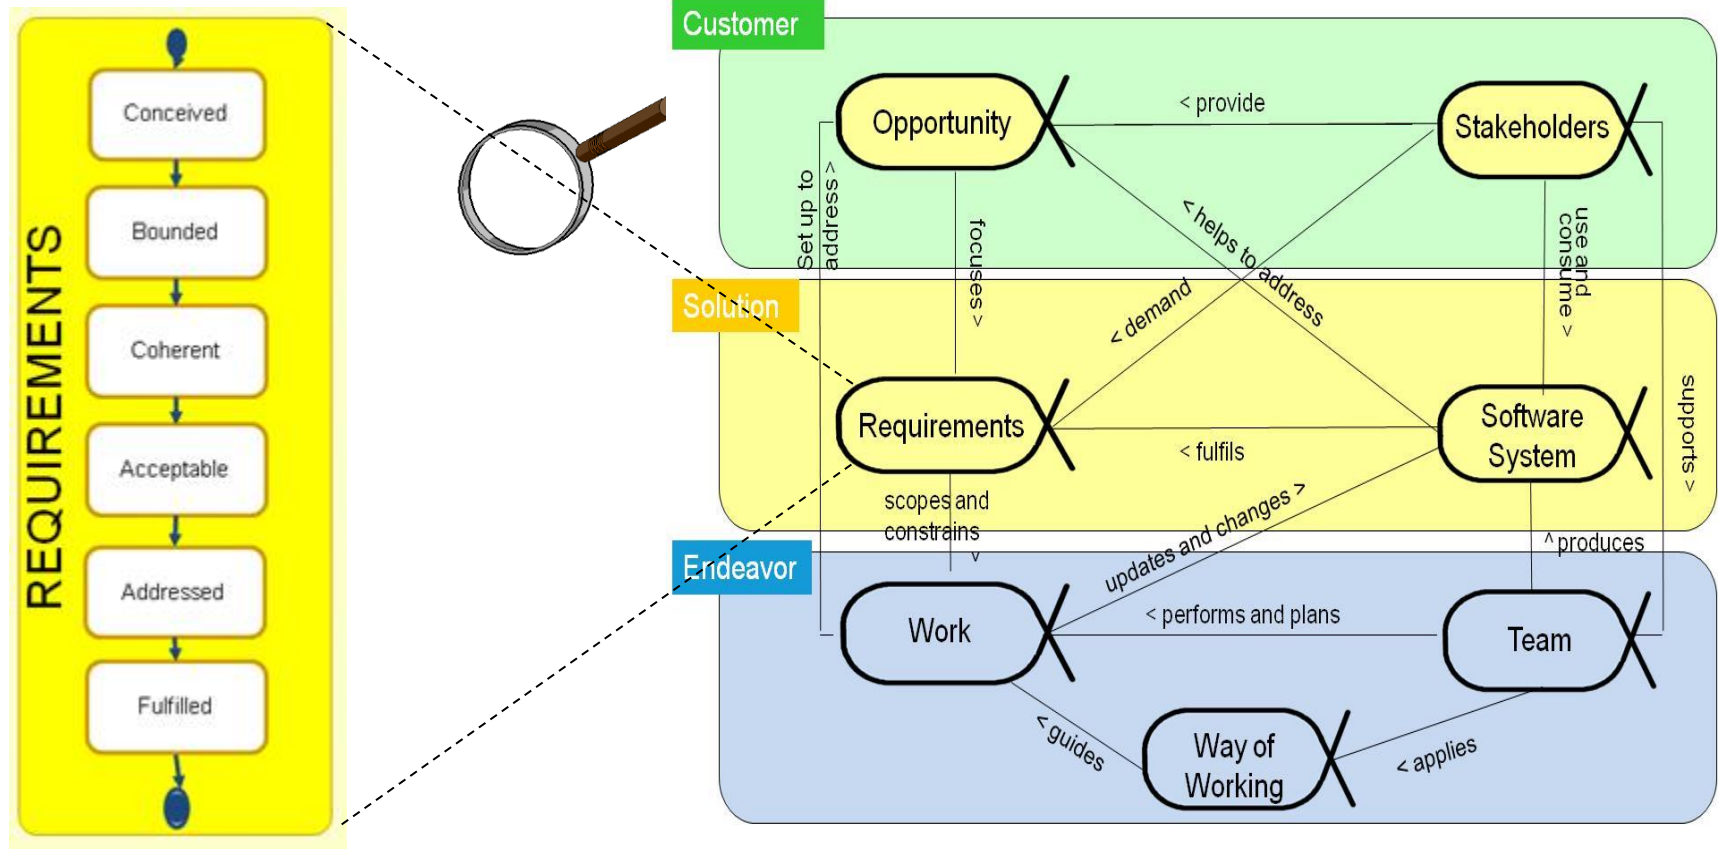 REQUIREMENTS
Conceived
Bounded
Coherent
Acceptable
Addressed
Fulfilled
Customer
Opportunity
< provide
Stakeholders
Set up to
address >
focuses >
< helps to address
< demand
use and
consume >
supports >
Solution
Requirements
< fulfils
Software
System
scopes and
constrains
v
updates and changes >
^ produces
Endeavor
Work
< performs and plans
Team
< guides
Way of
Working
< applies